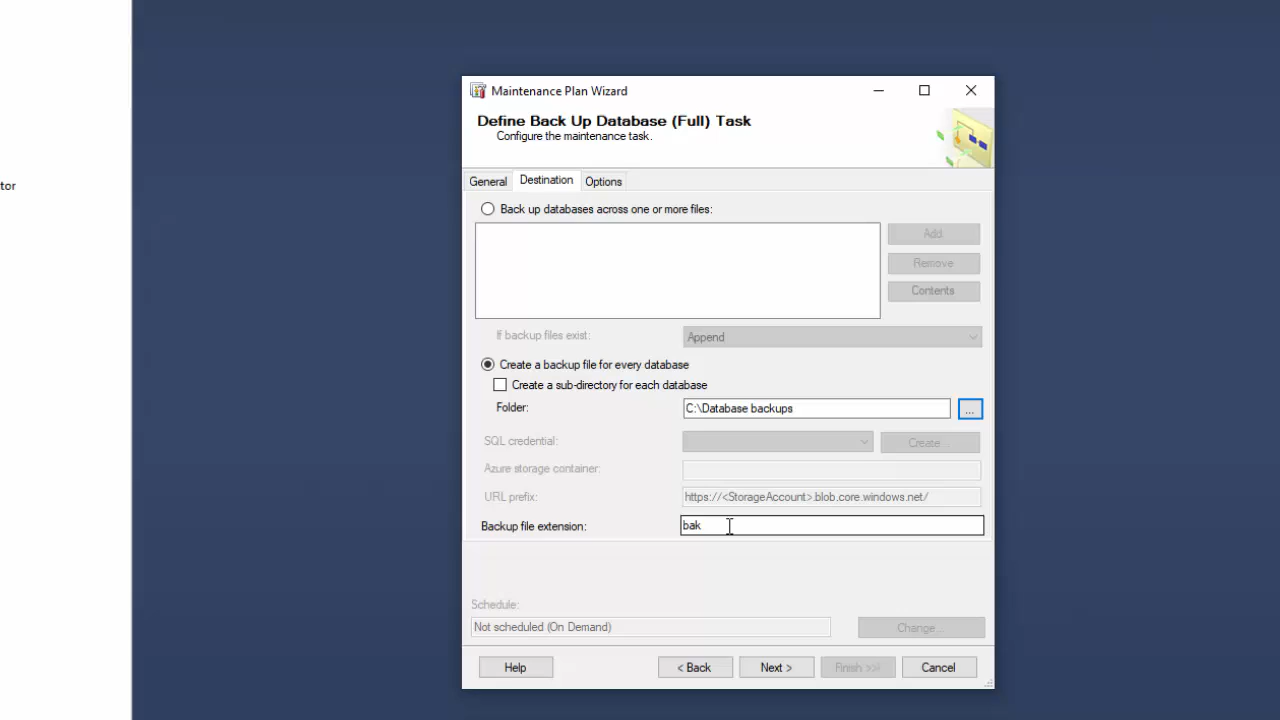 tor
Maintenance Plan Wizard
Define Back Up Database (Full) Task
Configure the maintenance task.
General Destination Options
Back up databases across one or more files:
Add
Remove
Contents
If backup files exist: Append
Create a backup file for every database
Create a sub-directory for each database
Folder: C:\Database backups ...
SQL credential: Create...
Azure storage container:
URL prefix: https://<StorageAccount>.blob.core.windows.net/
Backup file extension: bak
Schedule:
Not scheduled (On Demand) Change...
Help < Back Next > Finish >>| Cancel